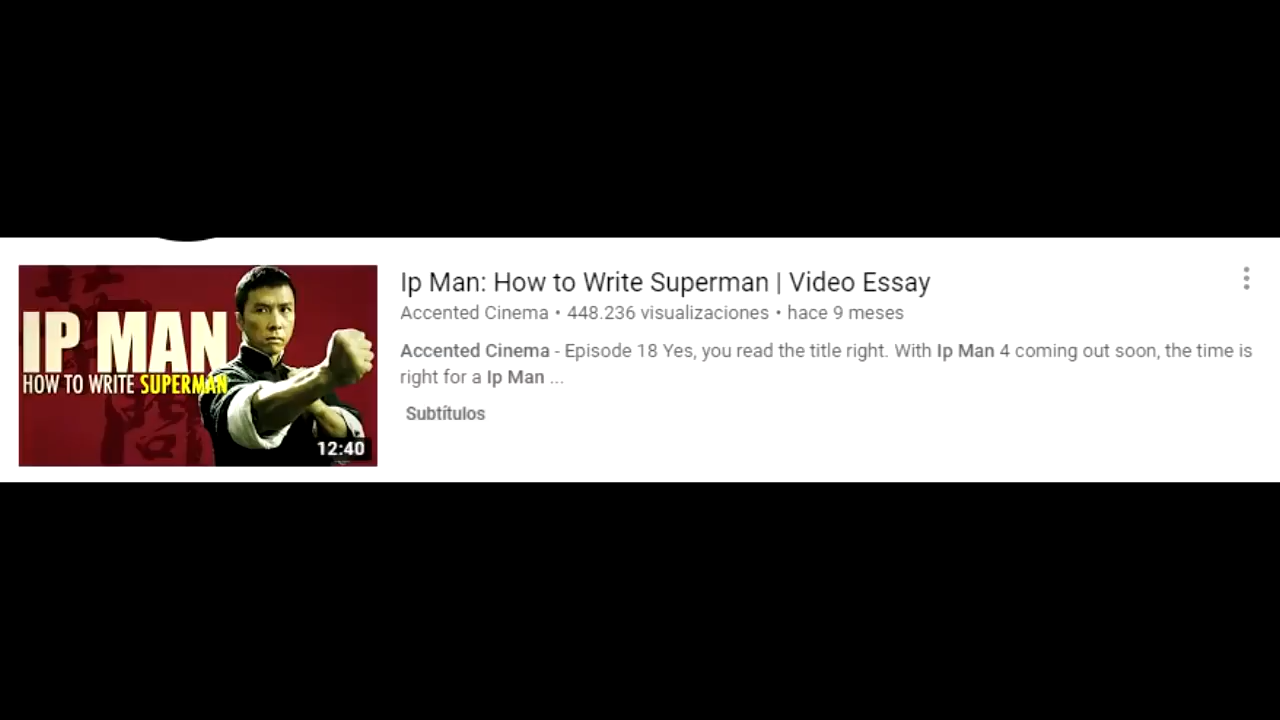 IP MAN
HOW TO WRITE SUPERMAN
12:40
Ip Man: How to Write Superman | Video Essay
Accented Cinema • 448.236 visualizaciones • hace 9 meses
Accented Cinema - Episode 18 Yes, you read the title right. With Ip Man 4 coming out soon, the time is
right for a Ip Man ...
Subtítulos